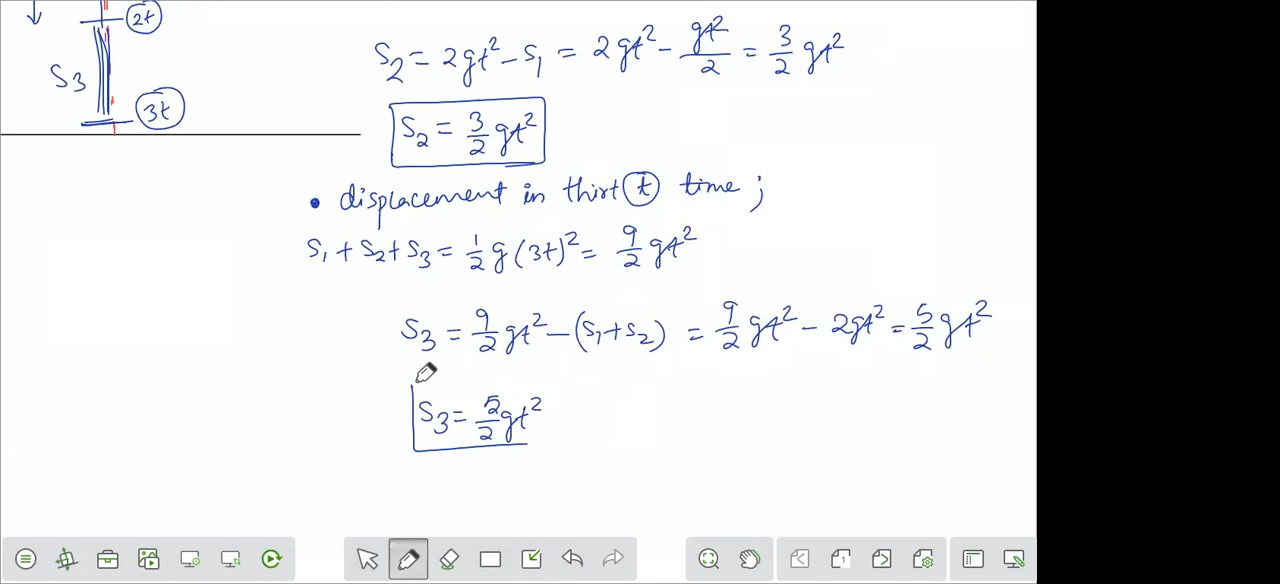 2t
S₂ = 2gt² - S₁ = 2gt² - gt²/2 = 3/2 gt²
S3
3t
S₂ = 3/2 gt²
• displacement in thirt t time ;
S₁ + S₂ + S₃ = 1/2 g(3t)² = 9/2 gt²
S₃ = 9/2 gt² - (S₁+S₂) = 9/2 gt² - 2gt² = 5/2 gt²
S₃ = 5/2 gt²
1